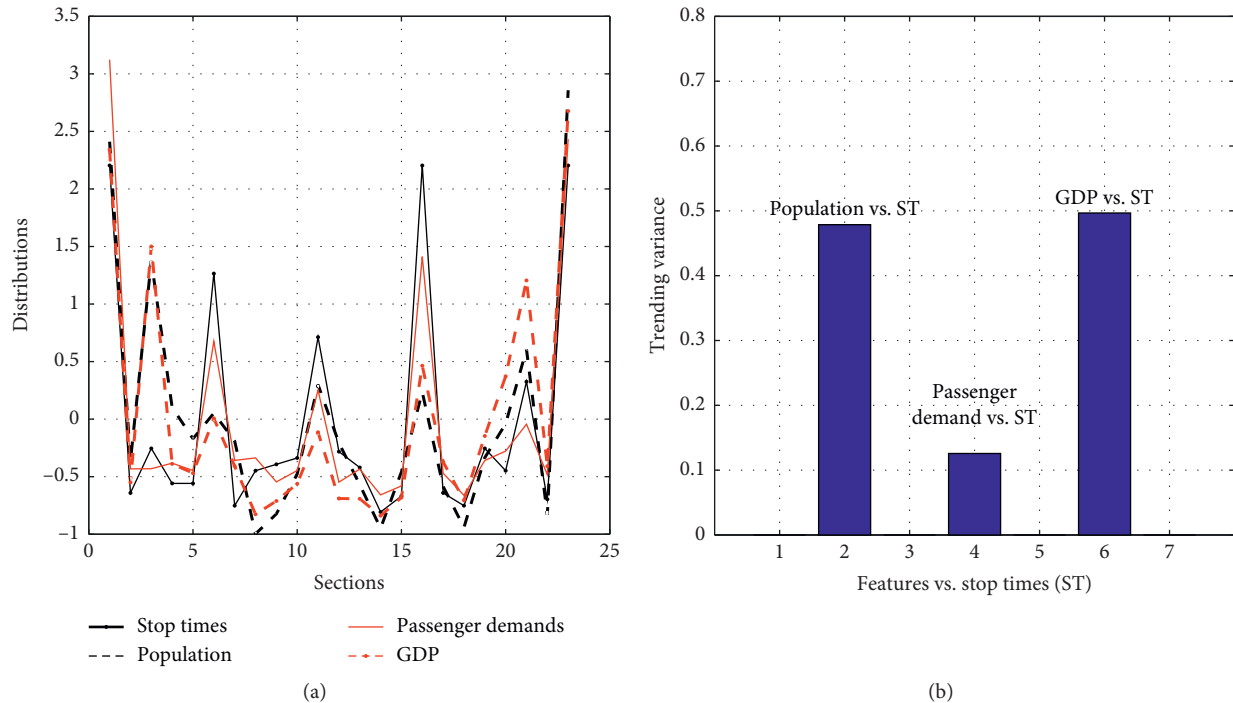 3.5
3
2.5
2
1.5
1
0.5
0
−0.5
−1
Distributions
0 5 10 15 20 25
Sections
Stop times
Population
Passenger demands
GDP
(a)
0.8
0.7
0.6
0.5
0.4
0.3
0.2
0.1
0
Trending variance
Population vs. ST
Passenger
demand vs. ST
GDP vs. ST
1 2 3 4 5 6 7
Features vs. stop times (ST)
(b)